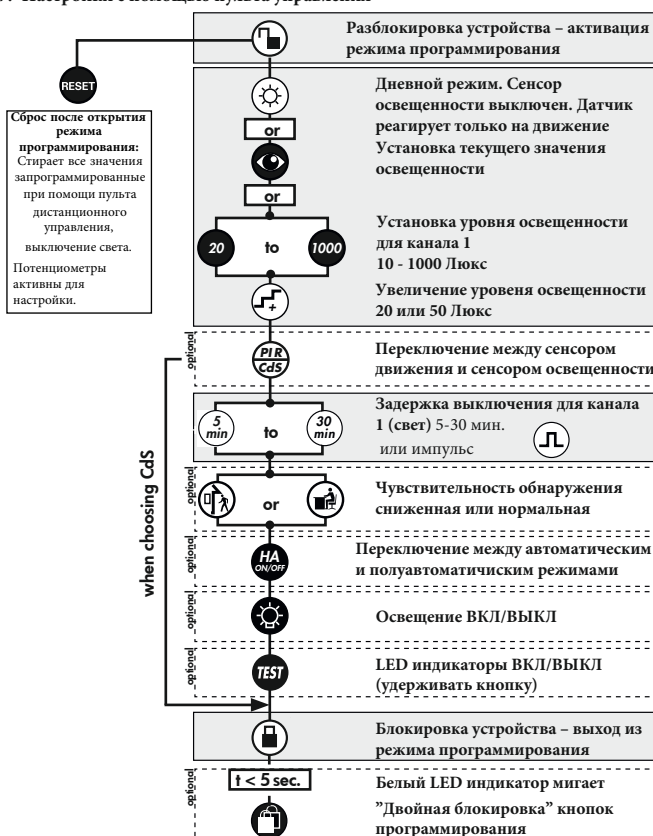 Настройки с помощью пульта управления
Разблокировка устройства – активация
режима программирования
RESET
Сброс после открытия
режима
программирования:
Стирает все значения
запрограммированные
при помощи пульта
дистанционного
управления,
выключение света.
Потенциометры
активны для
настройки.
Дневной режим. Сенсор
освещенности выключен. Датчик
реагирует только на движение
or
Установка текущего значения
освещенности
or
20
to
1000
Установка уровня освещенности
для канала 1
10 - 1000 Люкс
+
Увеличение уровеня освещенности
20 или 50 Люкс
optional
PIR
CdS
Переключение между сенсором
движения и сенсором освещенности
when choosing CdS
5
min
to
30
min
Задержка выключения для канала
1 (свет) 5-30 мин.
или импульс
optional
or
Чувствительность обнаружения
сниженная или нормальная
optional
HA
ON/OFF
Переключение между автоматическим
и полуавтоматичиским режимами
optional
Освещение ВКЛ/ВЫКЛ
optional
TEST
LED индикаторы ВКЛ/ВЫКЛ
(удерживать кнопку)
Блокировка устройства – выход из
режима программирования
optional
t < 5 sec.
Белый LED индикатор мигает
”Двойная блокировка” кнопок
программирования